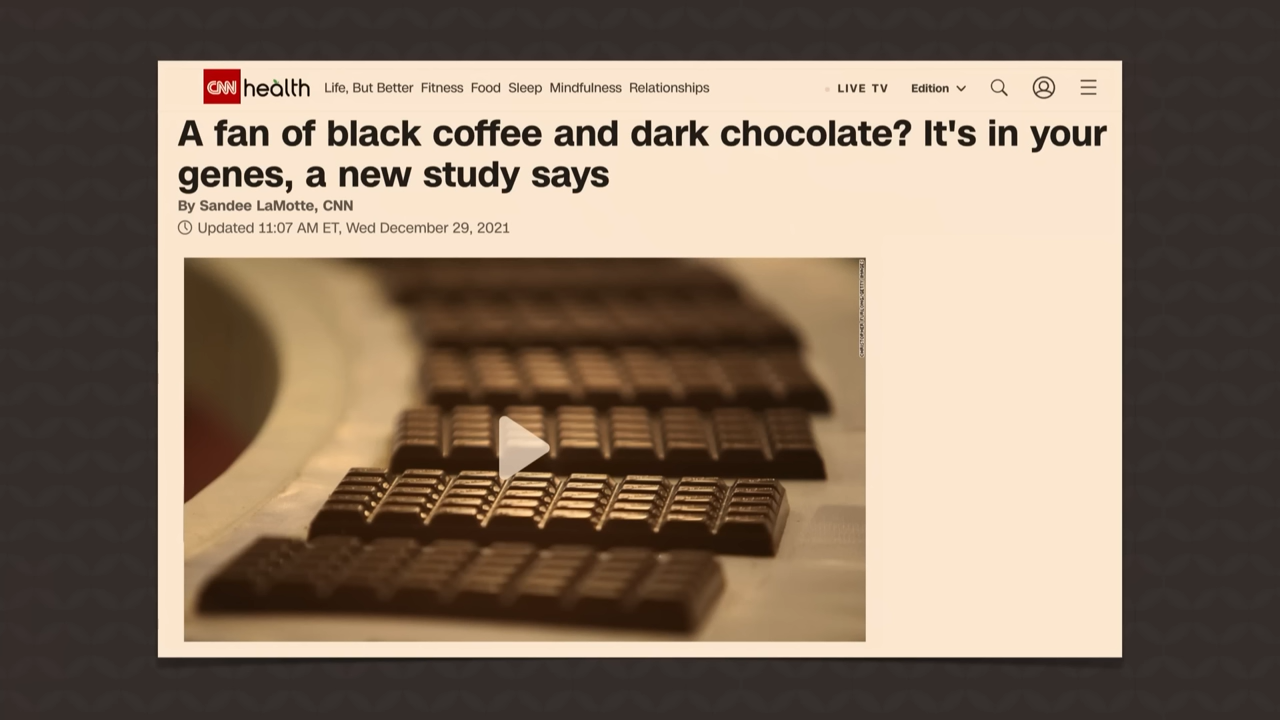 CNN health Life, But Better Fitness Food Sleep Mindfulness Relationships LIVE TV Edition
A fan of black coffee and dark chocolate? It's in your
genes, a new study says
By Sandee LaMotte, CNN
Updated 11:07 AM ET, Wed December 29, 2021